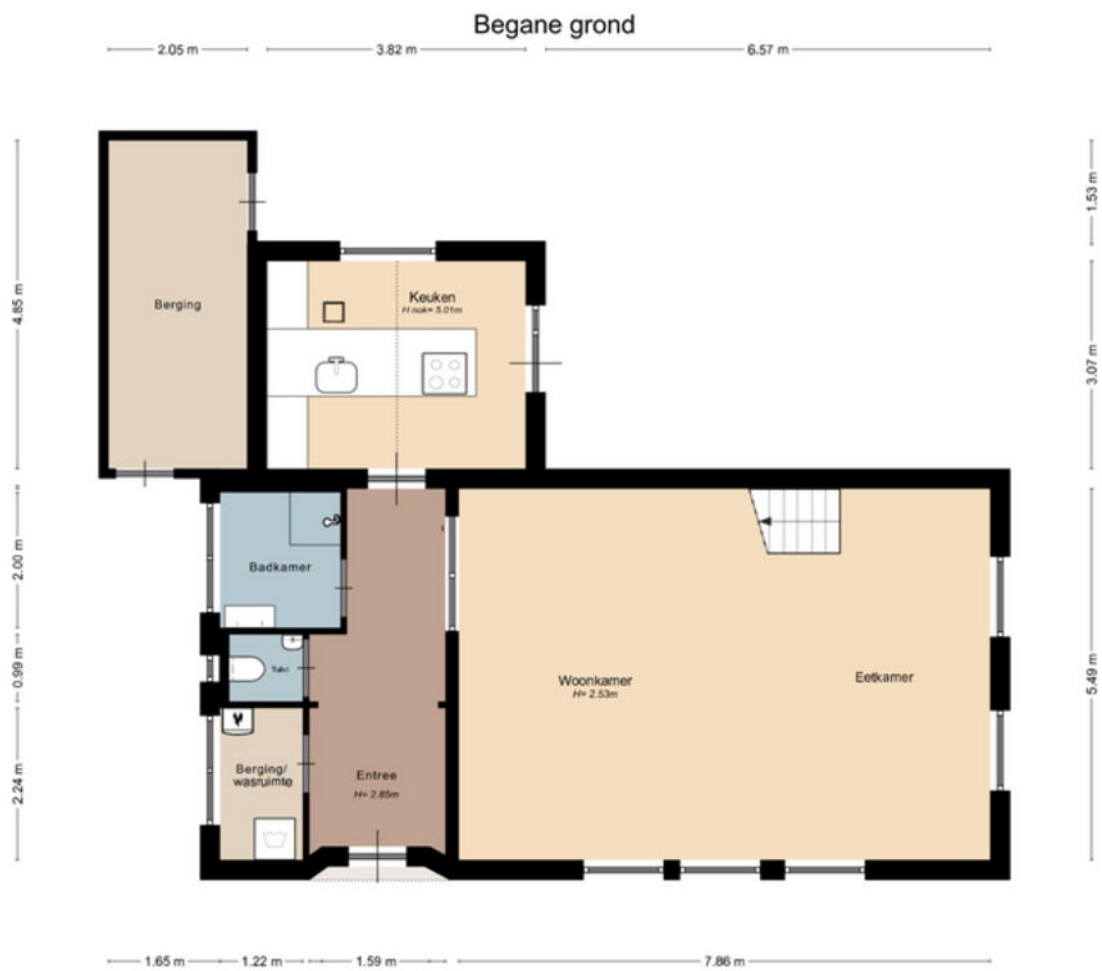 Begane grond
2.05 m
3.82 m
6.57 m
1.53 m
4.85 m
3.07 m
Berging
Keuken
H nok= 5.01m
2.00 m
0.99 m
2.24 m
5.49 m
Badkamer
Toilet
Woonkamer
H= 2.53m
Eetkamer
Berging/
wasruimte
Entree
H= 2.85m
1.65 m
1.22 m
1.59 m
7.86 m